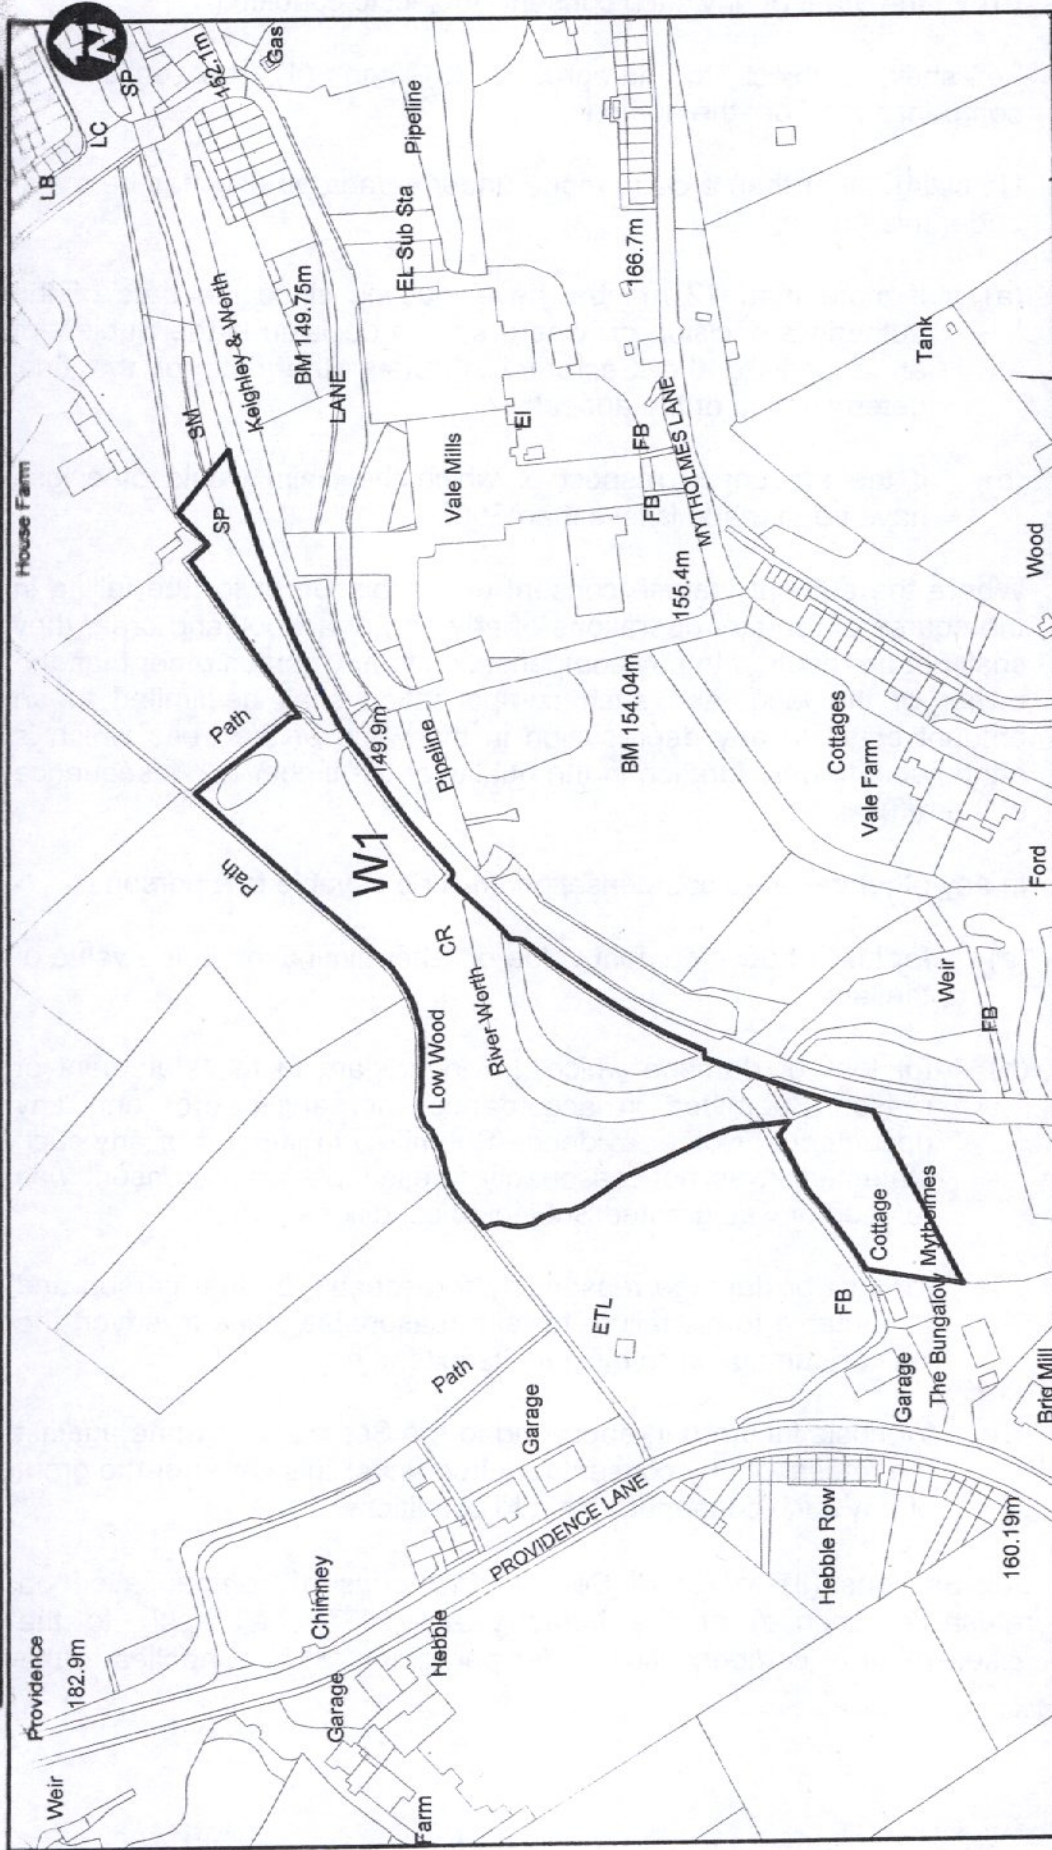 House Farm
N
LB
LC
SP
162.1m
Gas
SM
Keighley & Worth
BM 149.75m
LANE
EL Sub Sta
Pipeline
SP
Vale Mills
El
166.7m
FB
FB
MYTHOLMES LANE
Tank
Path
Path
149.9m
Pipeline
155.4m
BM 154.04m
Cottages
Vale Farm
Wood
W1
CR
River Worth
Low Wood
Weir
FB
Ford
Cottage
Mytholmes
The Bungalow
FB
Garage
Brig Mill
ETL
Path
Garage
PROVIDENCE LANE
Hebble Row
160.19m
Providence
182.9m
Chimney
Hebble
Garage
Farm
Weir